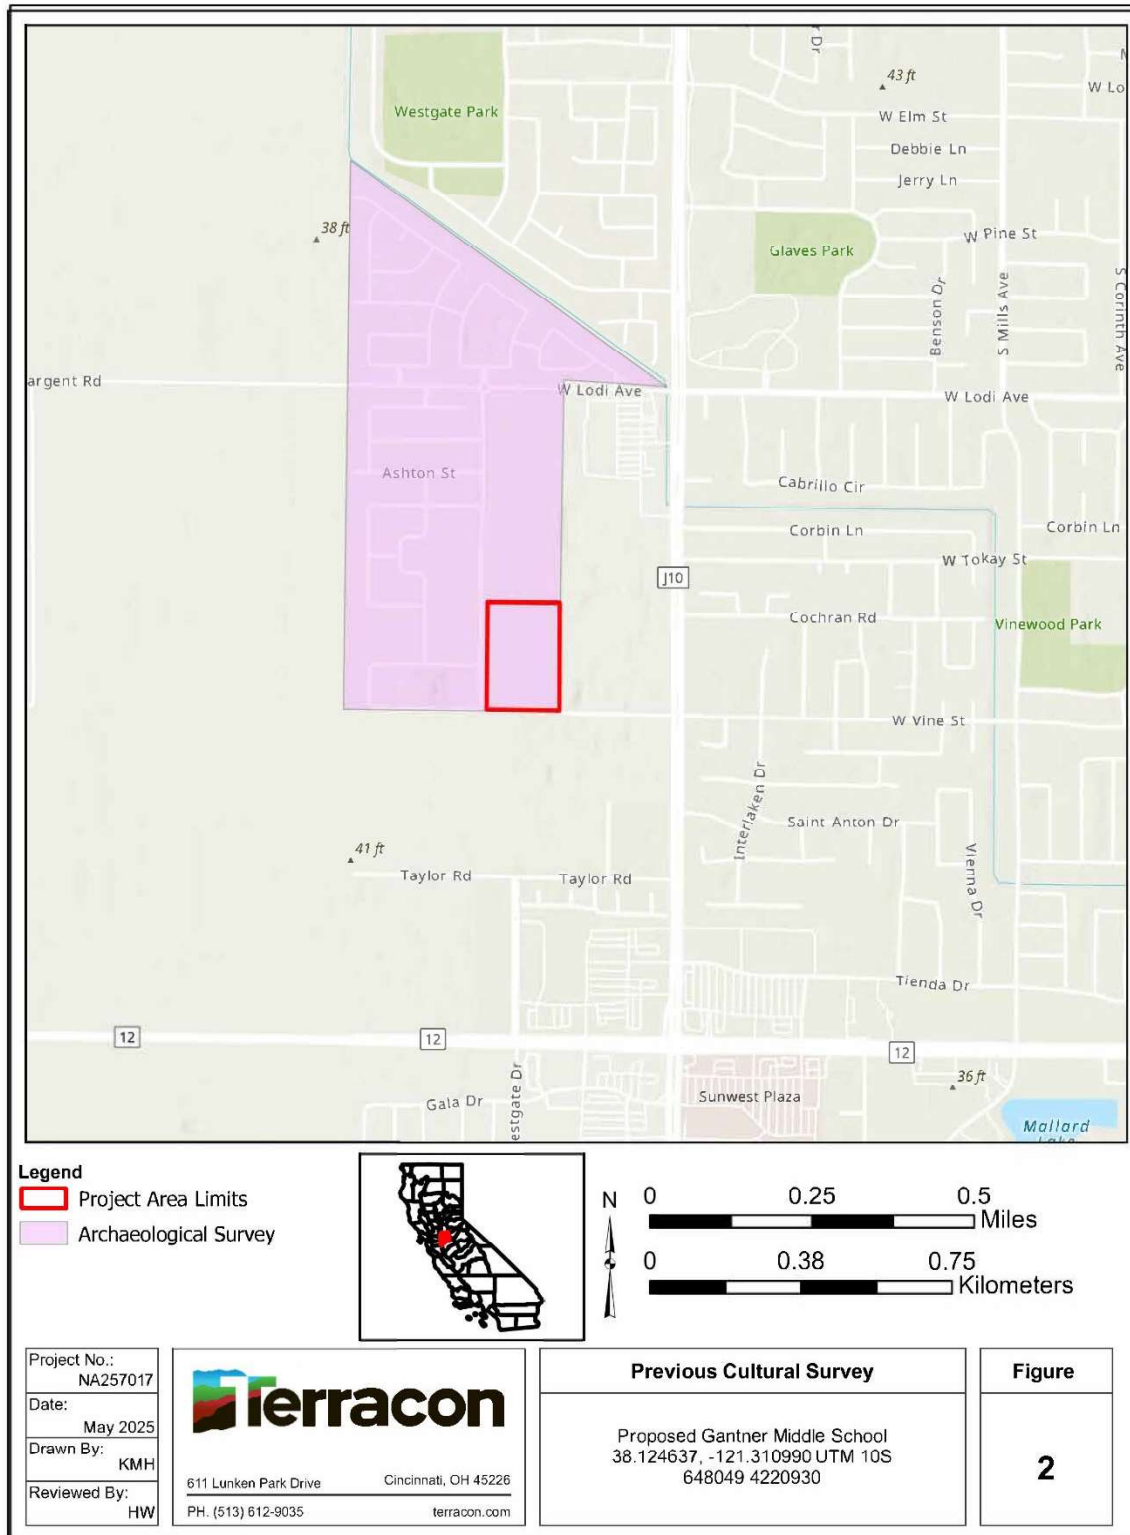 r Dr
43 ft
W Lo
Westgate Park
W Elm St
Debbie Ln
Jerry Ln
38 ft
Glaves Park
W Pine St
Benson Dr
S Mills Ave
S Corinth Ave
argent Rd
W Lodi Ave
W Lodi Ave
Ashton St
Cabrillo Cir
Corbin Ln
Corbin Ln
W Tokay St
J10
Cochran Rd
Vinewood Park
W Vine St
Interlaken Dr
Saint Anton Dr
Vienna Dr
41 ft
Taylor Rd
Taylor Rd
Tienda Dr
12
12
12
36 ft
Gala Dr
estgate Dr
Sunwest Plaza
Mallard
Lake
Legend
Project Area Limits
Archaeological Survey
N
0 0.25 0.5
Miles
0 0.38 0.75
Kilometers
Project No.:
NA257017
Date:
May 2025
Drawn By:
KMH
Reviewed By:
HW
Terracon
611 Lunken Park Drive Cincinnati, OH 45226
PH. (513) 612-9035 terracon.com
Previous Cultural Survey
Proposed Gantner Middle School
38.124637, -121.310990 UTM 10S
648049 4220930
Figure
2